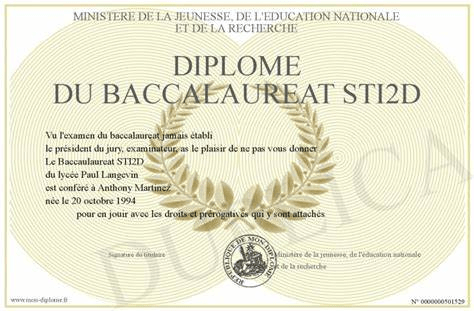 MINISTERE DE LA JEUNESSE, DE L'EDUCATION NATIONALE
ET DE LA RECHERCHE
DIPLOME
DU BACCALAUREAT STI2D
Vu l'examen du baccalaureat jamais établi
le président du jury, examinateur, as le plaisir de ne pas vous donner
Le Baccaulaureat STI2D
du lycée Paul Langevin
est conféré à Anthony Martinez
née le 20 octobre 1994
pour en jouir avec les droits et prérogatives qui y sont attachés
Signature du titulaire
Ministère de la jeunesse, de l'éducation nationale
et de la recherche
REPUBLIQUE DE MON-DIPLOME
www.mon-diplome.fr
N° 0000000501529